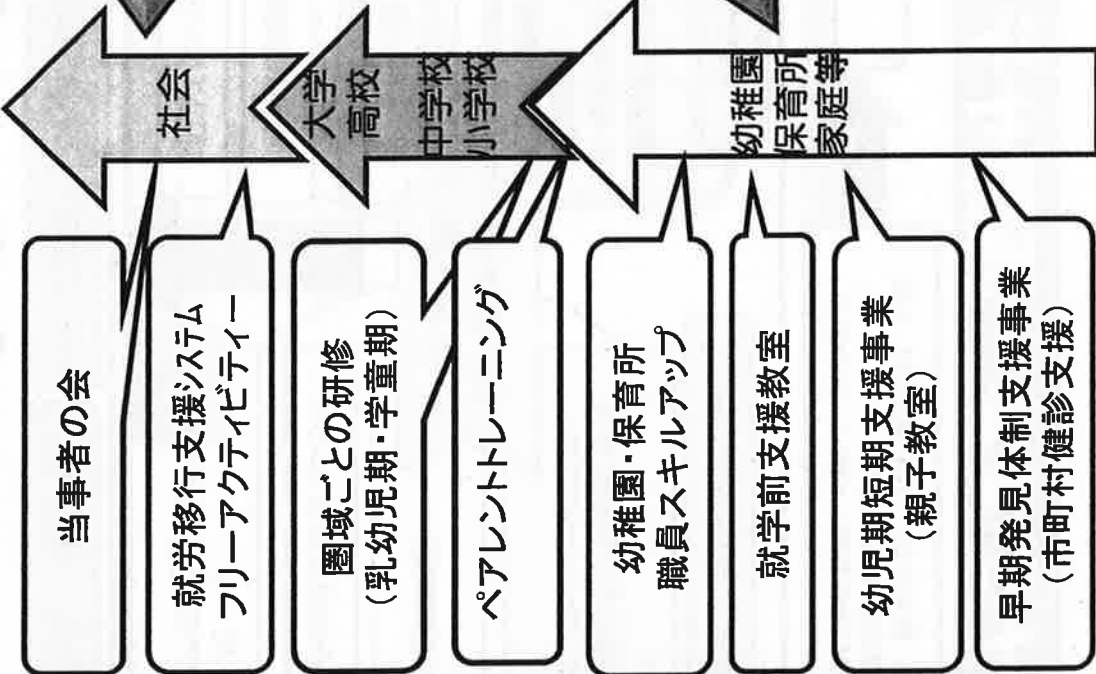 社会
大学
高校
中学校
小学校
幼稚園
保育所
家庭等
当事者の会
就労移行支援システム
フリーアクティビティー
圏域ごとの研修
(乳幼児期・学童期)
ペアレントトレーニング
幼稚園・保育所
職員スキルアップ
就学前支援教室
幼児期短期支援事業
(親子教室)
早期発見体制支援事業
(市町村健診支援)